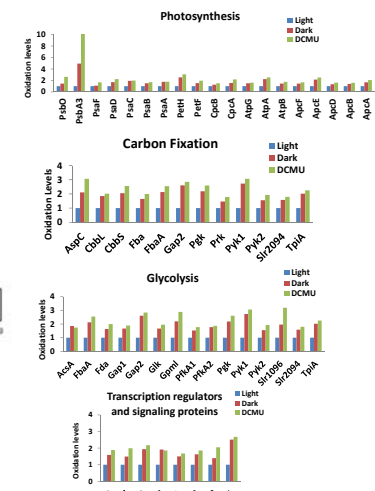 Photosynthesis
Light
Dark
DCMU
Oxidation levels
10
8
6
4
2
0
PsbO
PsbA3
PsaF
PsaD
PsaC
PsaB
PsaA
PetH
PetF
CpcB
CpcA
AtpG
AtpA
AtpB
ApcF
ApcE
ApcD
ApcB
ApcA
Carbon Fixation
Light
Dark
DCMU
Oxidation Levels
4
3
2
1
0
AspC
CbbL
CbbS
Fba
FbaA
Gap2
Pgk
Prk
Pyk1
Pyk2
Slr2094
TpiA
Glycolysis
Light
Dark
DCMU
Oxidation levels
4
3
2
1
0
AcsA
FbaA
Fda
Gap1
Gap2
Glk
GpmI
PfkA1
PfkA2
Pgk
Pyk1
Pyk2
Slr1096
Slr2094
TpiA
Transcription regulators
and signaling proteins
Light
Dark
DCMU
Oxidation levels
4
3
2
1
0